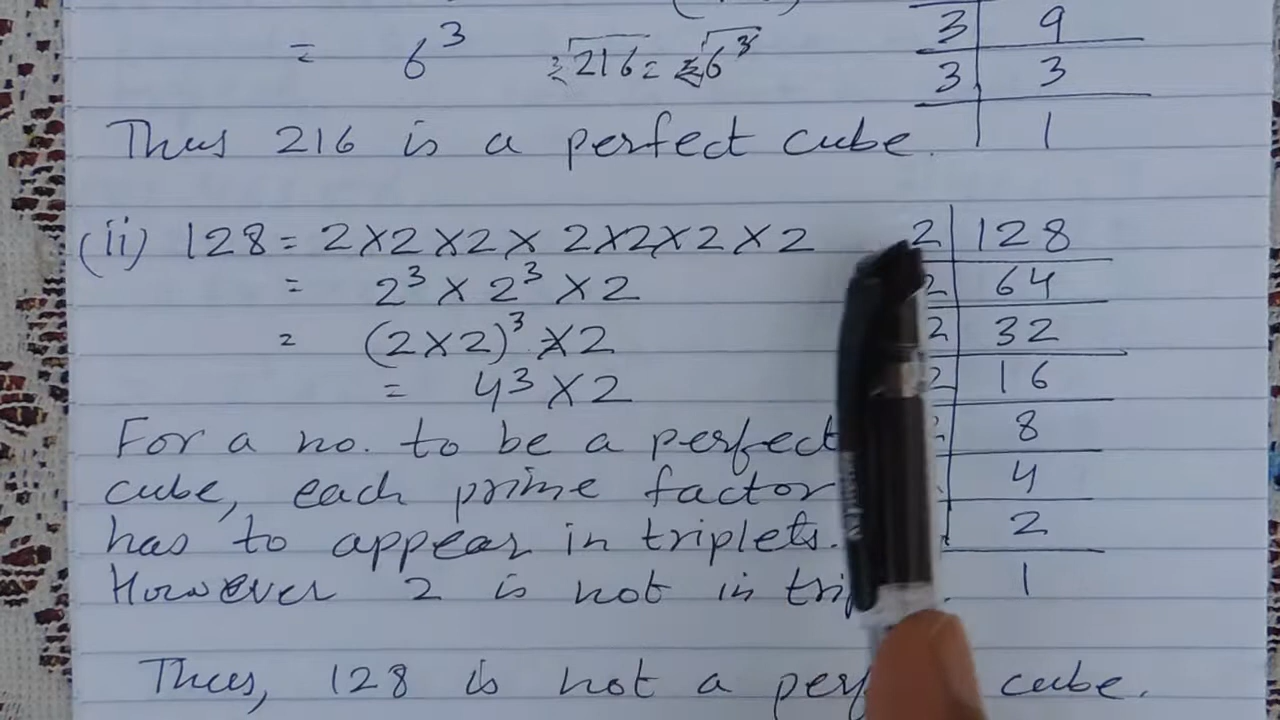 3 9
= 6³ ∛216 = ∛6³
3 3
1
Thus 216 is a perfect cube.
(ii) 128 = 2×2×2× 2×2×2×2
2 128
= 2³ × 2³ ×2
2 64
= (2×2)³ ×2
2 32
= 4³ ×2
2 16
For a no. to be a perfect
8
cube, each prime factor
4
has to appear in triplets.
2
However 2 is not in
1
Thus, 128 is not a cube.